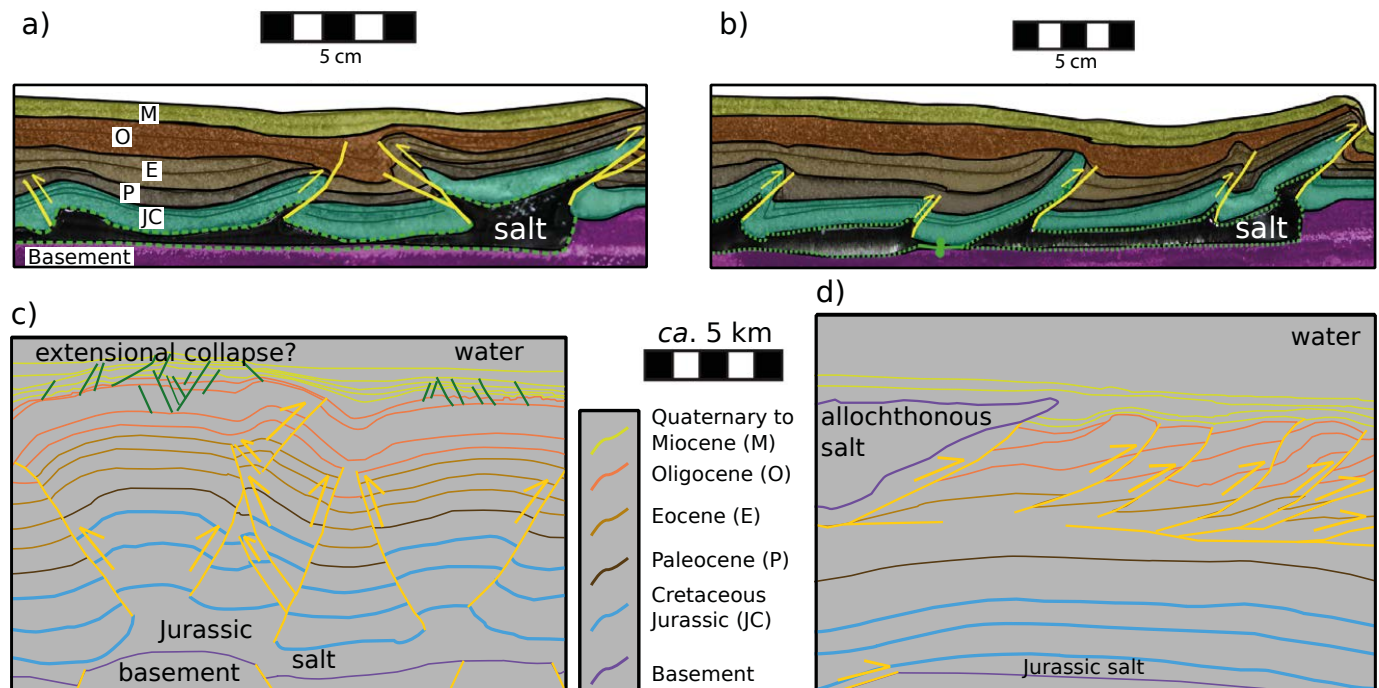 a)
5 cm
M
O
E
P
JC
salt
Basement
b)
5 cm
salt
c)
extensional collapse?
water
Jurassic
salt
basement
ca. 5 km
Quaternary to
Miocene (M)
Oligocene (O)
Eocene (E)
Paleocene (P)
Cretaceous
Jurassic (JC)
Basement
d)
water
allochthonous
salt
Jurassic salt